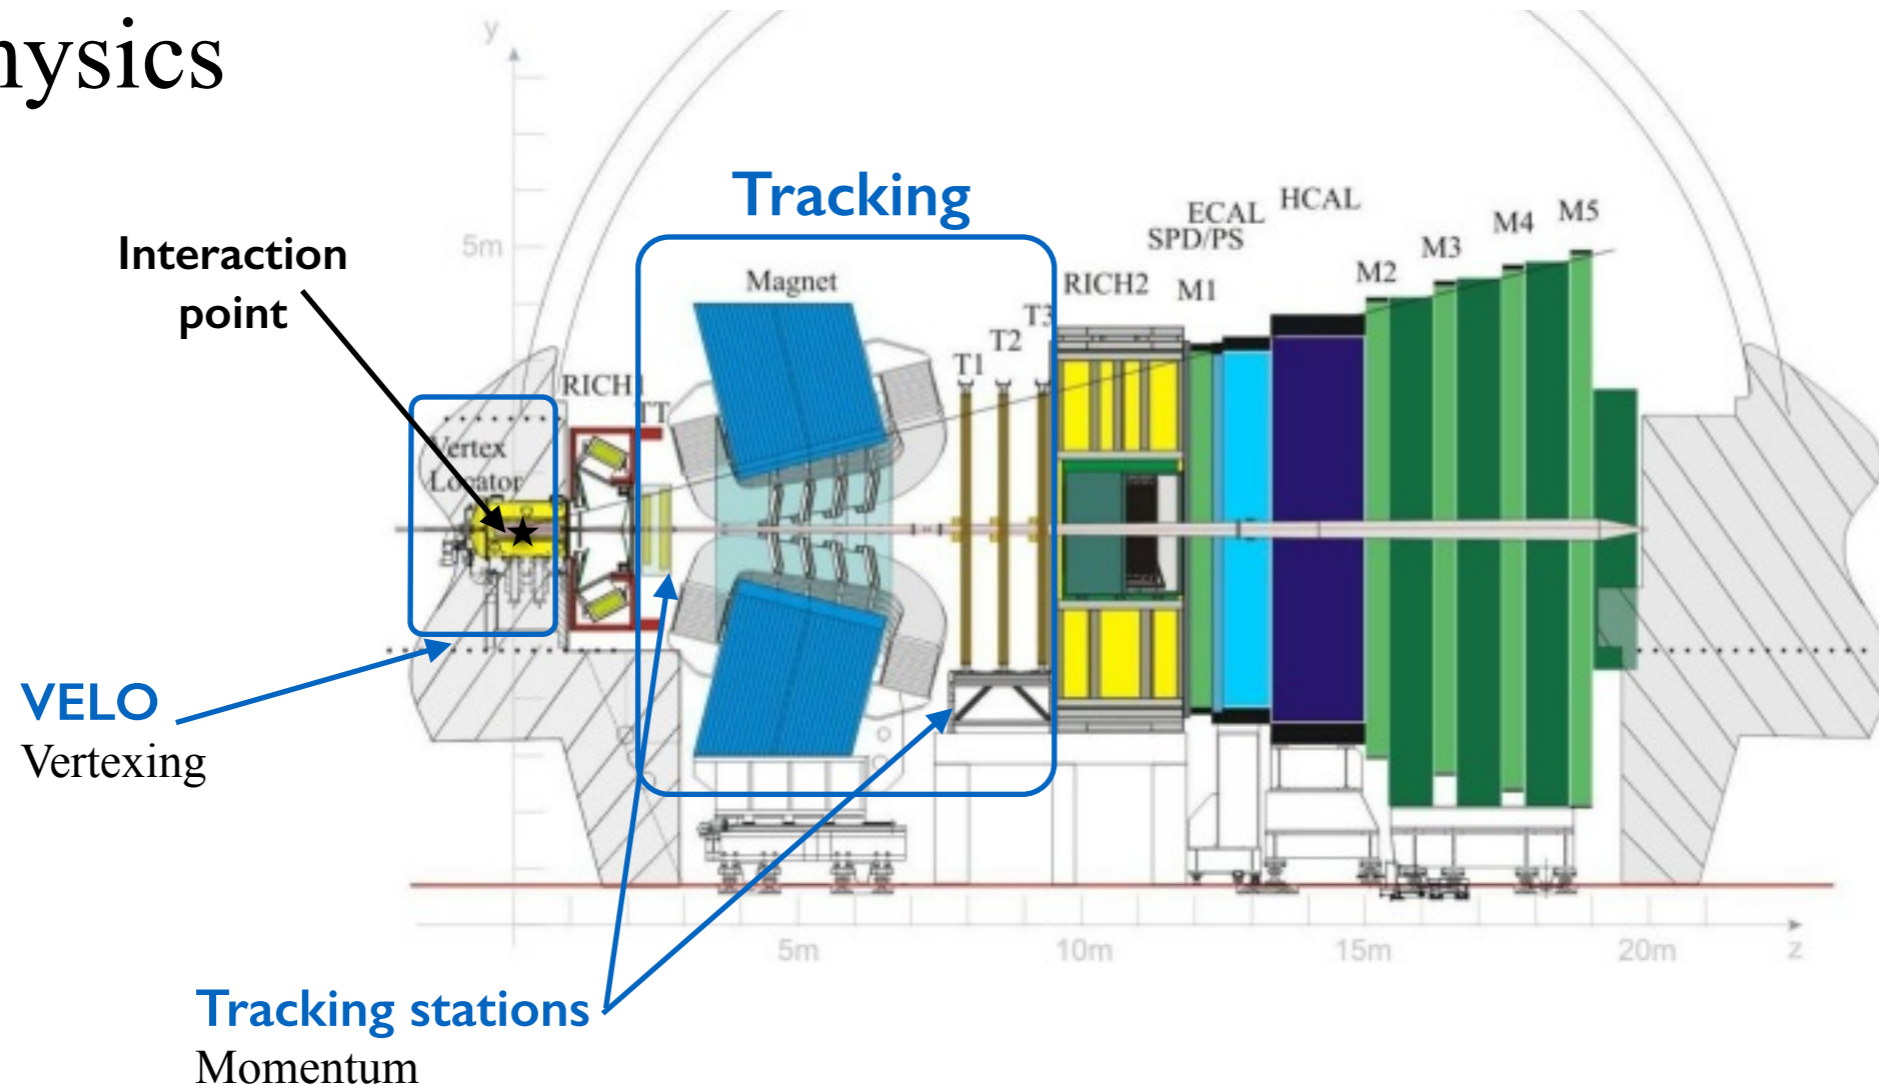 hysics
y
Tracking
Interaction
point
5m
Magnet
ECAL
HCAL
SPD/PS
M4
M5
M3
M2
RICH2
M1
T3
T2
T1
RICH1
TT
Vertex
Locator
VELO
Vertexing
5m
10m
15m
20m
z
Tracking stations
Momentum